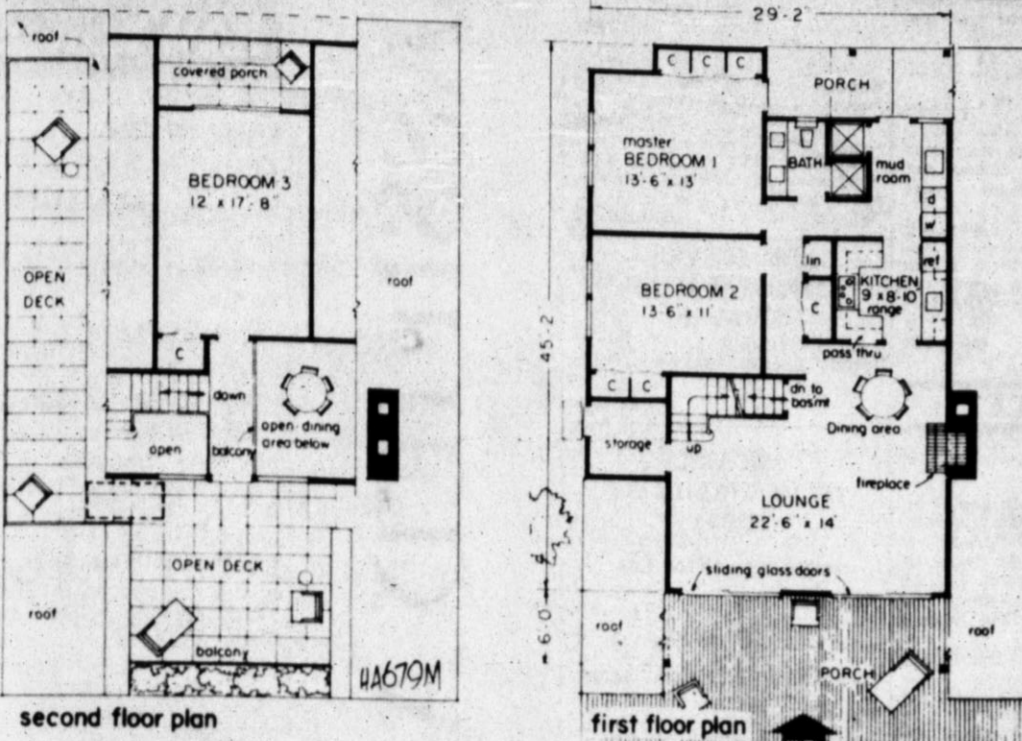 roof
covered porch
BEDROOM 3
12' x 17'-8"
OPEN
DECK
roof
C
down
open
balcony
open-dining
area below
OPEN DECK
roof
balcony
HA679M
second floor plan
29'-2"
C C C
PORCH
master
BEDROOM 1
13'-6" x 13'
BATH
mud
room
d
w
lin
ref
KITCHEN
9' x 8'-10"
range
BEDROOM 2
13'-6" x 11'
C
pass thru
45'-2"
C C
dn to
bas'mt
storage
up
Dining area
fireplace
LOUNGE
22'-6" x 14'
sliding glass doors
6'-0"
roof
roof
PORCH
first floor plan